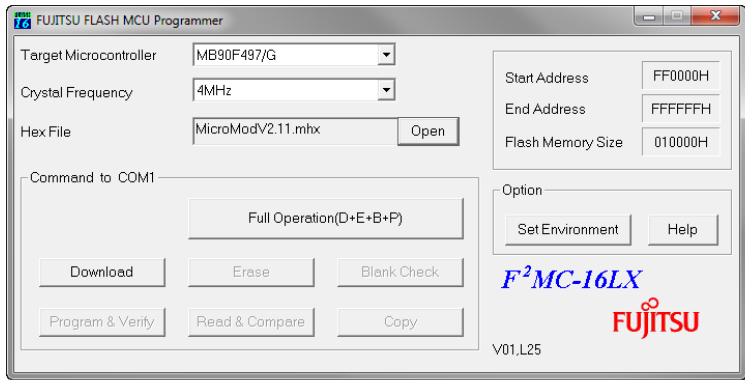 FUJITSU FLASH MCU Programmer
Target Microcontroller MB90F497/G
Crystal Frequency 4MHz
Hex File MicroModV2.11.mhx Open
Start Address FF0000H
End Address FFFFFFH
Flash Memory Size 010000H
Command to COM1
Full Operation(D+E+B+P)
Download Erase Blank Check
Program & Verify Read & Compare Copy
Option
Set Environment Help
F²MC-16LX
FUJITSU
V01,L25